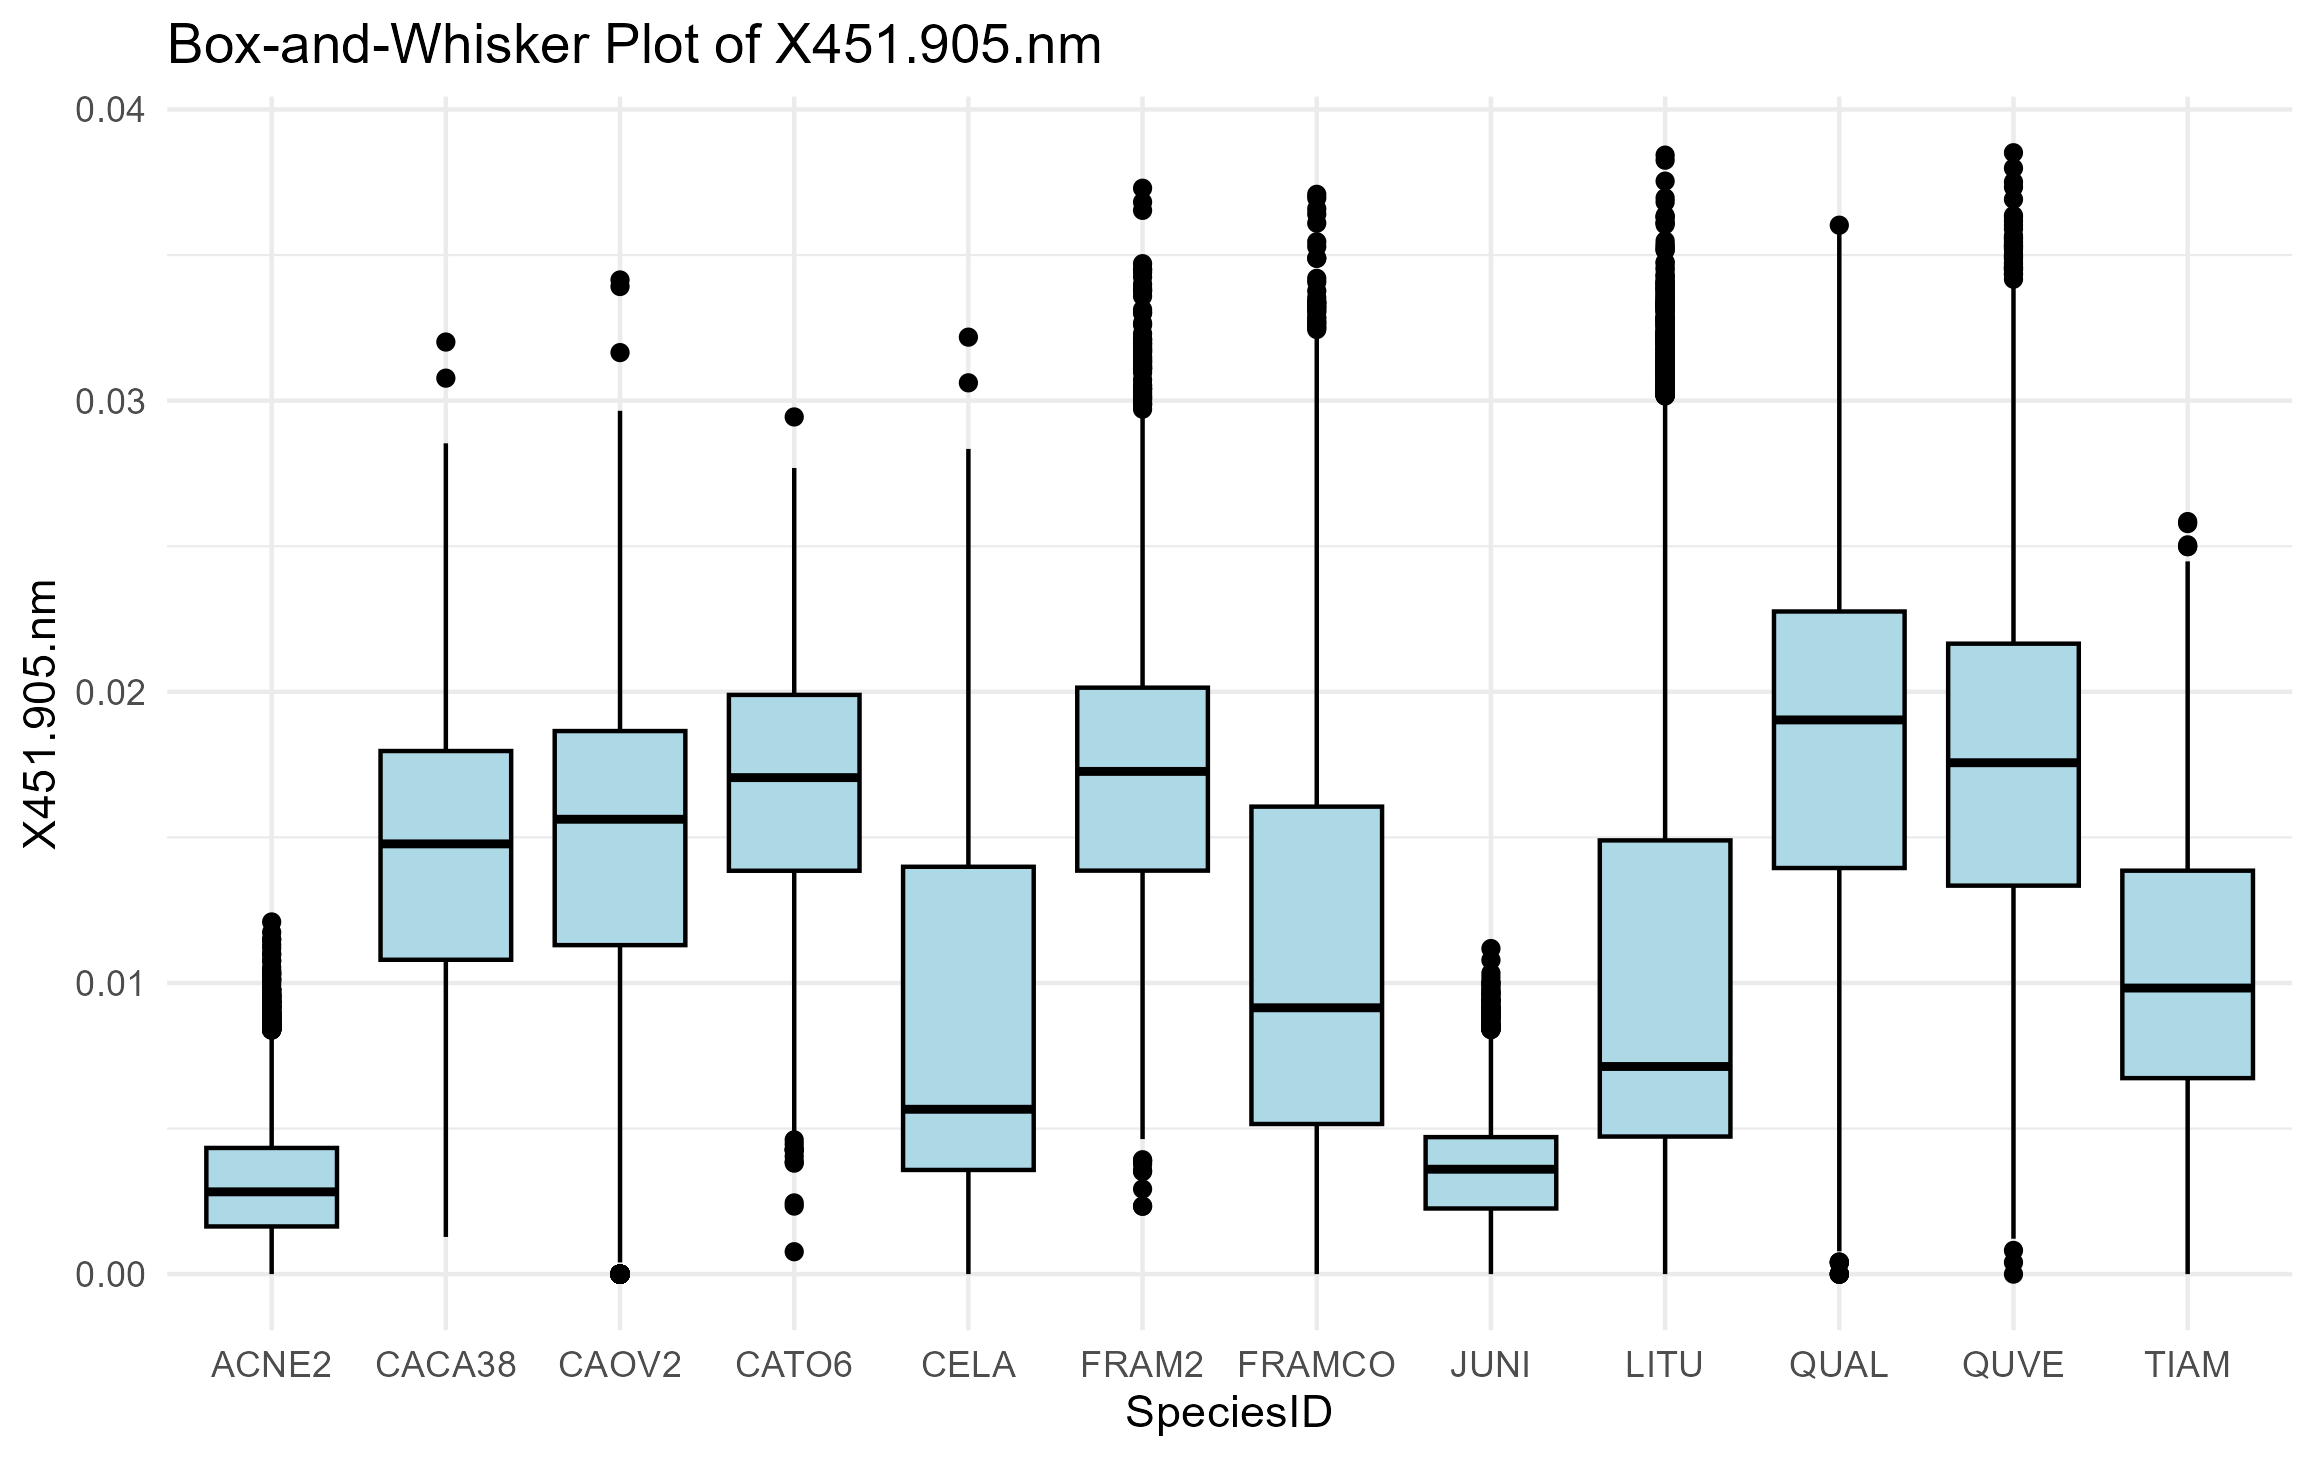 Box-and-Whisker Plot of X451.905.nm
X451.905.nm
0.04
0.03
0.02
0.01
0.00
ACNE2 CACA38 CAOV2 CATO6 CELA FRAM2 FRAMCO JUNI LITU QUAL QUVE TIAM
SpeciesID